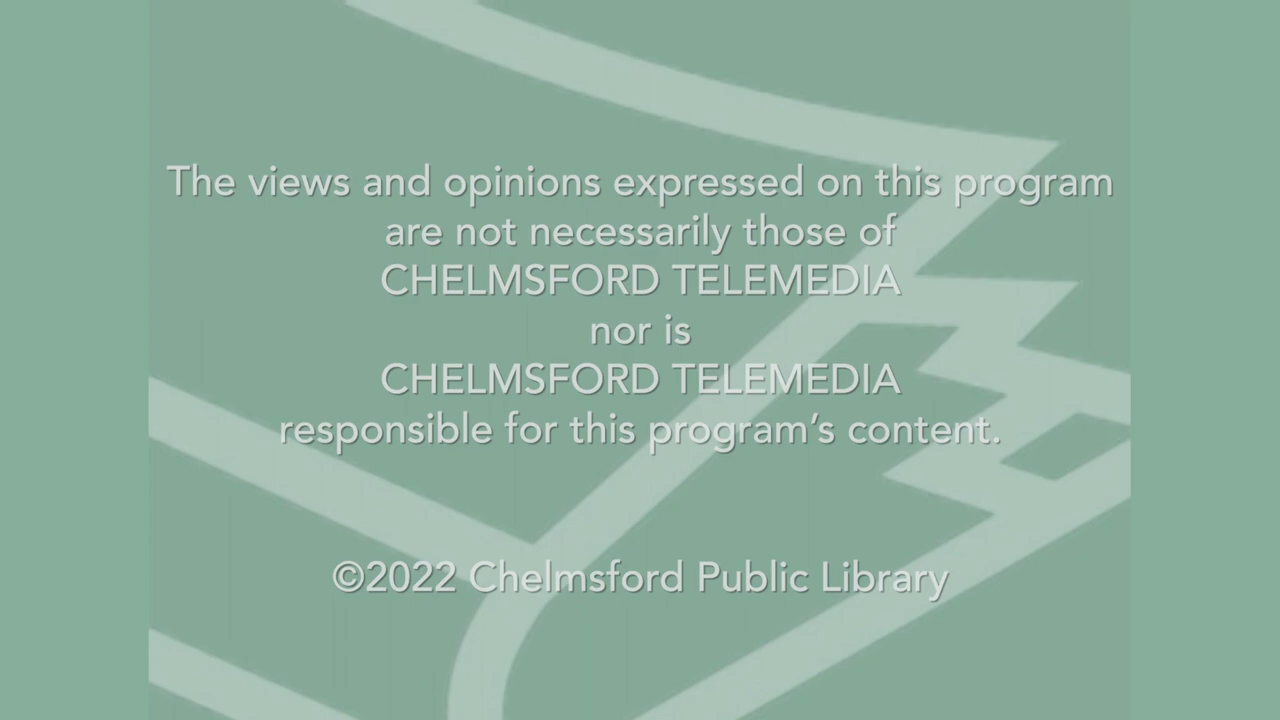 The views and opinions expressed on this program
are not necessarily those of
CHELMSFORD TELEMEDIA
nor is
CHELMSFORD TELEMEDIA
responsible for this program’s content.
©2022 Chelmsford Public Library